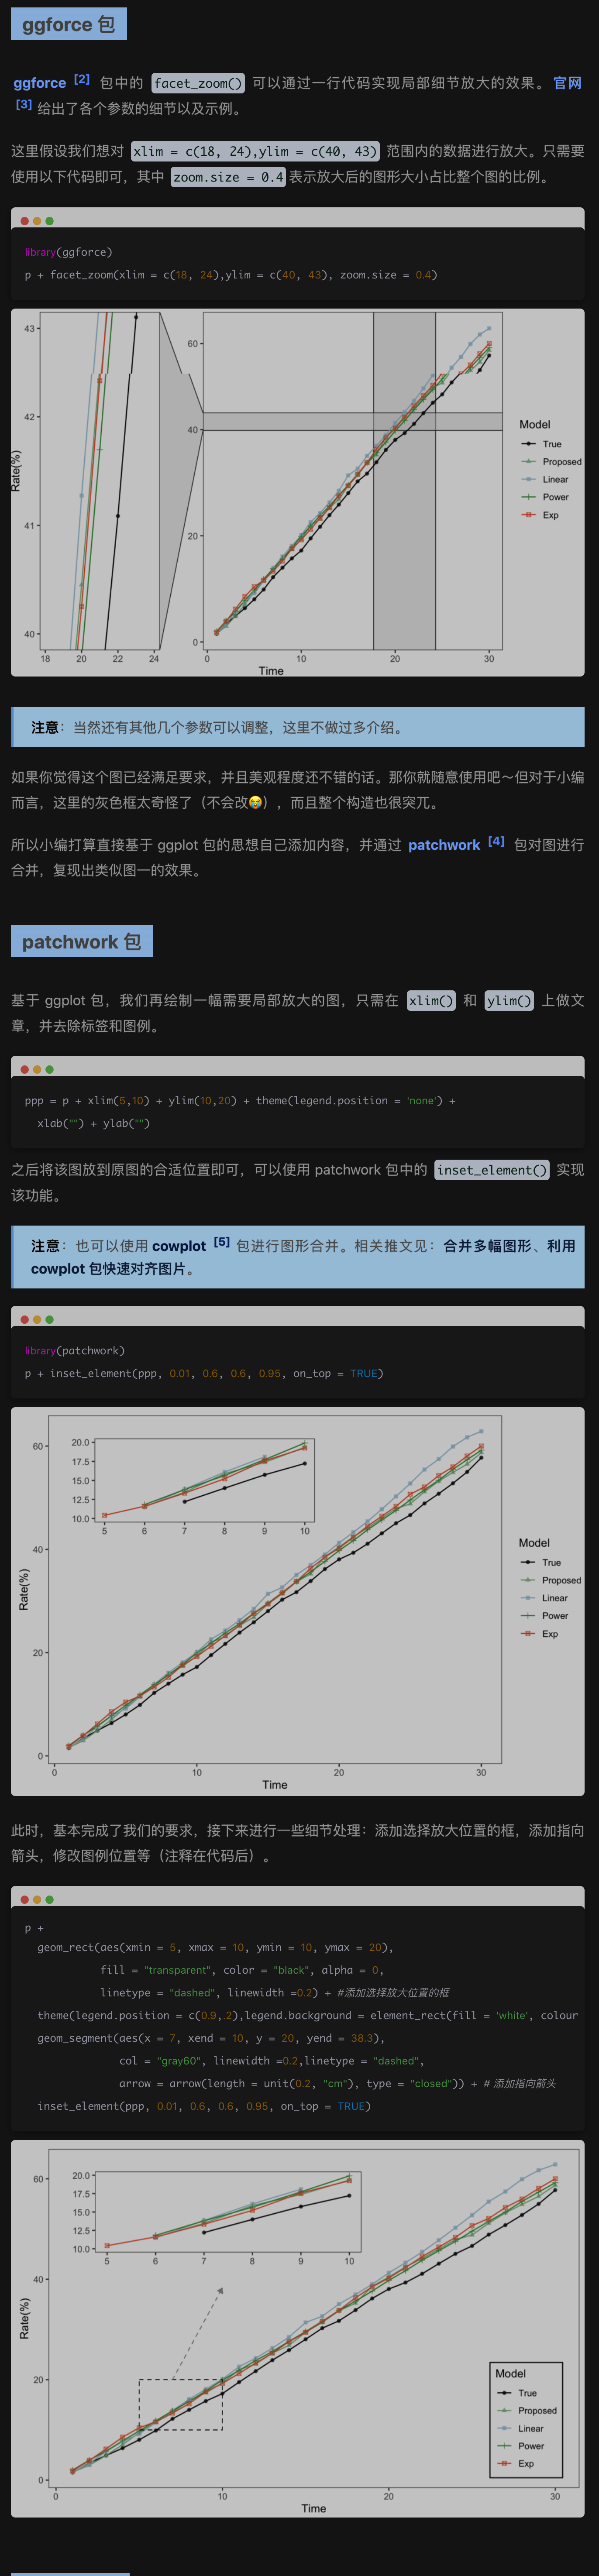 ggforce 包
ggforce [2] 包中的 facet_zoom() 可以通过一行代码实现局部细节放大的效果。官网
[3] 给出了各个参数的细节以及示例。
这里假设我们想对 xlim = c(18, 24),ylim = c(40, 43) 范围内的数据进行放大。只需要
使用以下代码即可，其中 zoom.size = 0.4 表示放大后的图形大小占比整个图的比例。
library(ggforce)
p + facet_zoom(xlim = c(18, 24),ylim = c(40, 43), zoom.size = 0.4)
43
42
41
40
Rate(%)
18 20 22 24
60
40
20
0
0 10 20 30
Time
Model
True
Proposed
Linear
Power
Exp
注意：当然还有其他几个参数可以调整，这里不做过多介绍。
如果你觉得这个图已经满足要求，并且美观程度还不错的话。那你就随意使用吧～但对于小编
而言，这里的灰色框太奇怪了（不会改😭），而且整个构造也很突兀。
所以小编打算直接基于 ggplot 包的思想自己添加内容，并通过 patchwork [4] 包对图进行
合并，复现出类似图一的效果。
patchwork 包
基于 ggplot 包，我们再绘制一幅需要局部放大的图，只需在 xlim() 和 ylim() 上做文
章，并去除标签和图例。
ppp = p + xlim(5,10) + ylim(10,20) + theme(legend.position = 'none') +
xlab("") + ylab("")
之后将该图放到原图的合适位置即可，可以使用 patchwork 包中的 inset_element() 实现
该功能。
注意：也可以使用 cowplot [5] 包进行图形合并。相关推文见：合并多幅图形、利用
cowplot 包快速对齐图片。
library(patchwork)
p + inset_element(ppp, 0.01, 0.6, 0.6, 0.95, on_top = TRUE)
20.0
17.5
15.0
12.5
10.0
5 6 7 8 9 10
60
40
20
0
Rate(%)
0 10 20 30
Time
Model
True
Proposed
Linear
Power
Exp
此时，基本完成了我们的要求，接下来进行一些细节处理：添加选择放大位置的框，添加指向
箭头，修改图例位置等（注释在代码后）。
p +
geom_rect(aes(xmin = 5, xmax = 10, ymin = 10, ymax = 20),
fill = "transparent", color = "black", alpha = 0,
linetype = "dashed", linewidth =0.2) + #添加选择放大位置的框
theme(legend.position = c(0.9,.2),legend.background = element_rect(fill = 'white', colour
geom_segment(aes(x = 7, xend = 10, y = 20, yend = 38.3),
col = "gray60", linewidth =0.2,linetype = "dashed",
arrow = arrow(length = unit(0.2, "cm"), type = "closed")) + # 添加指向箭头
inset_element(ppp, 0.01, 0.6, 0.6, 0.95, on_top = TRUE)
20.0
17.5
15.0
12.5
10.0
5 6 7 8 9 10
60
40
20
0
Rate(%)
0 10 20 30
Time
Model
True
Proposed
Linear
Power
Exp